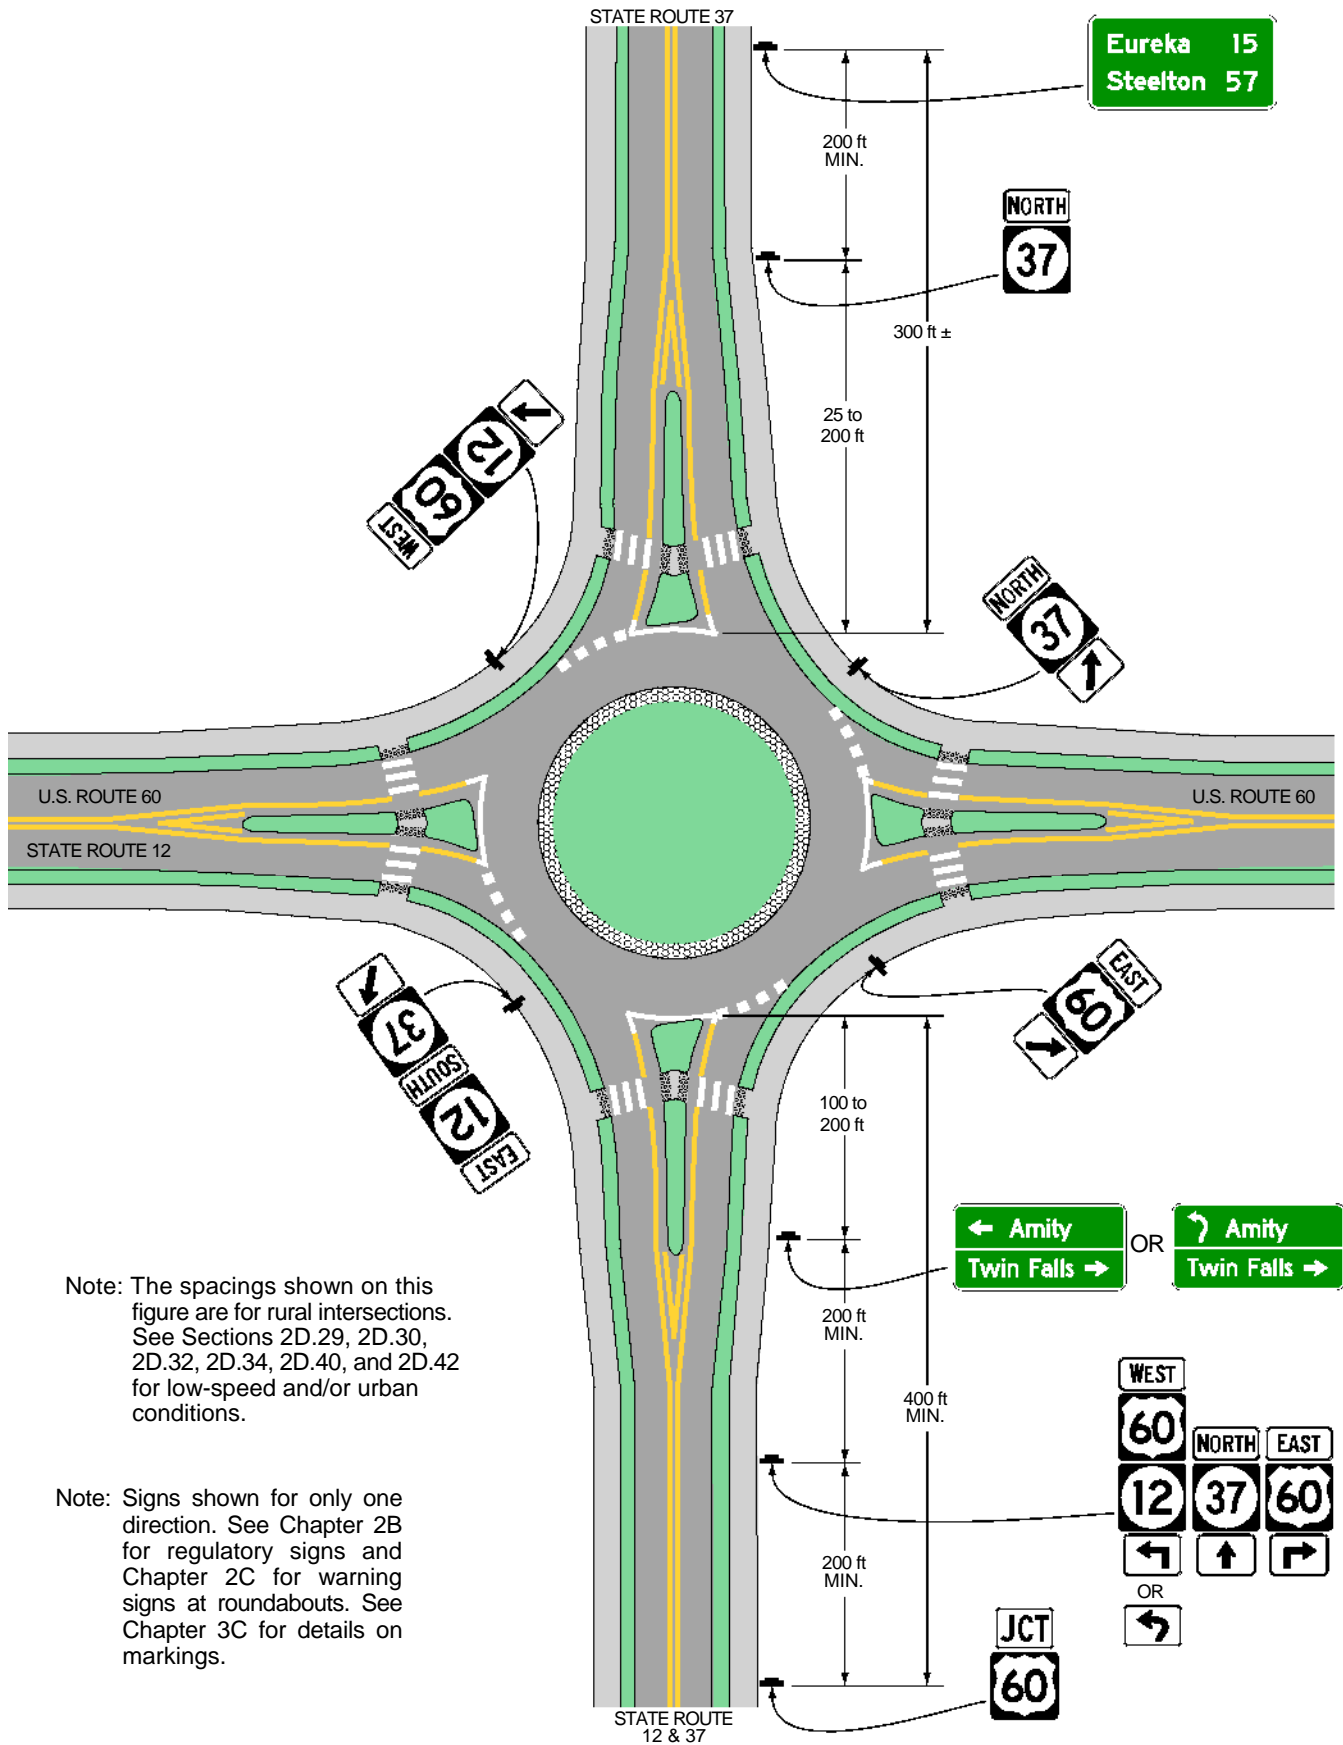 STATE ROUTE 37
Eureka 15
Steelton 57
200 ft
MIN.
NORTH
37
300 ft ±
25 to
200 ft
12
60
WEST
NORTH
37
U.S. ROUTE 60
STATE ROUTE 12
U.S. ROUTE 60
37
SOUTH
12
EAST
EAST
60
100 to
200 ft
← Amity
Twin Falls →
OR
Amity
Twin Falls →
200 ft
MIN.
400 ft
MIN.
Note: The spacings shown on this
figure are for rural intersections.
See Sections 2D.29, 2D.30,
2D.32, 2D.34, 2D.40, and 2D.42
for low-speed and/or urban
conditions.
WEST
60
12
NORTH
37
EAST
60
OR
Note: Signs shown for only one
direction. See Chapter 2B
for regulatory signs and
Chapter 2C for warning
signs at roundabouts. See
Chapter 3C for details on
markings.
200 ft
MIN.
JCT
60
STATE ROUTE
12 & 37